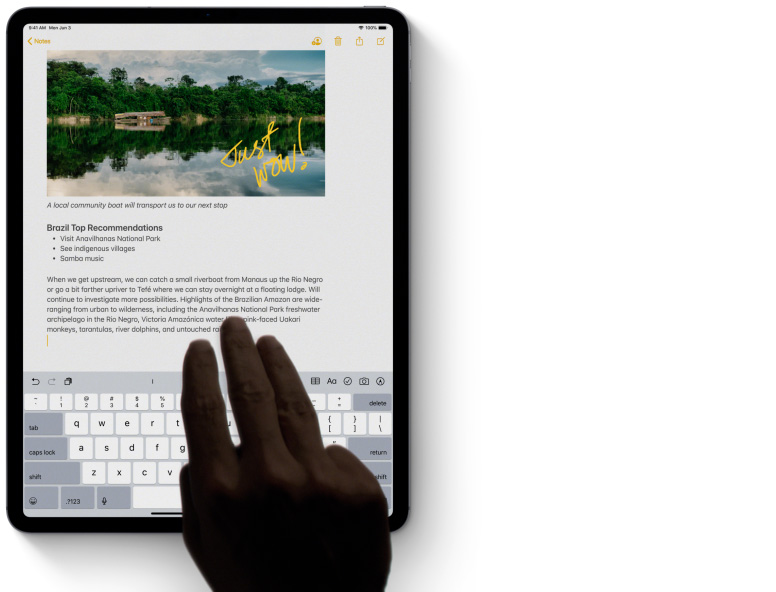 9:41 AM Mon Jan 3
100%
Notes
Just
wow!
A local community boat will transport us to our next stop
Brazil Top Recommendations
• Visit Anavilhanas National Park
• See indigenous villages
• Samba music
When we get upstream, we can catch a small riverboat from Manaus up the Rio Negro
or go a bit farther upriver to Tefé where we can stay overnight at a floating lodge. Will
continue to investigate more possibilities. Highlights of the Brazilian Amazon are wide-
ranging from urban to wilderness, including the Anavilhanas National Park freshwater
archipelago in the Rio Negro, Victoria Amazónica water pink-faced Uakari
monkeys, tarantulas, river dolphins, and untouched
I Aa
~ ! @ # $ % _ +
` 1 2 3 4 5 - = delete
tab q w e r t u { } |
[ ] \
caps lock a s d f g " return
shift z x c v shift
.?123